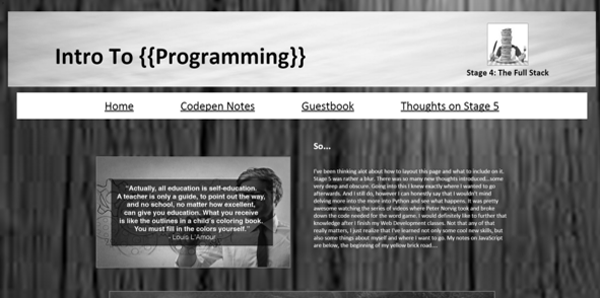 Intro To {{Programming}}
Stage 4: The Full Stack
Home Codepen Notes Guestbook Thoughts on Stage 5
"Actually, all education is self-education.
A teacher is only a guide, to point out the way,
and no school, no matter how excellent,
can give you education. What you receive
is like the outlines in a child's coloring book.
You must fill in the colors yourself."
- Louis L'Amour
So...
I've been thinking alot about how to layout this page and what to include on it.
Stage 5 was rather a blur. There was so many new thoughts introduced...some
very deep and obscure. Going into this I knew exactly where I wanted to go
afterwards. And I still do, however I can honestly say that I wouldn't mind
delving more into the more into Python and see what happens. It was pretty
awesome watching the series of videos where Peter Norvig took and broke
down the code needed for the word game. I would definitely like to further that
knowledge after I finish my Web Development classes. Not that any of that
really matters, I just realize that I've learned not only some cool new skills, but
also some things about myself and where I want to go. My notes on JavaScript
are below, the beginning of my yellow brick road....